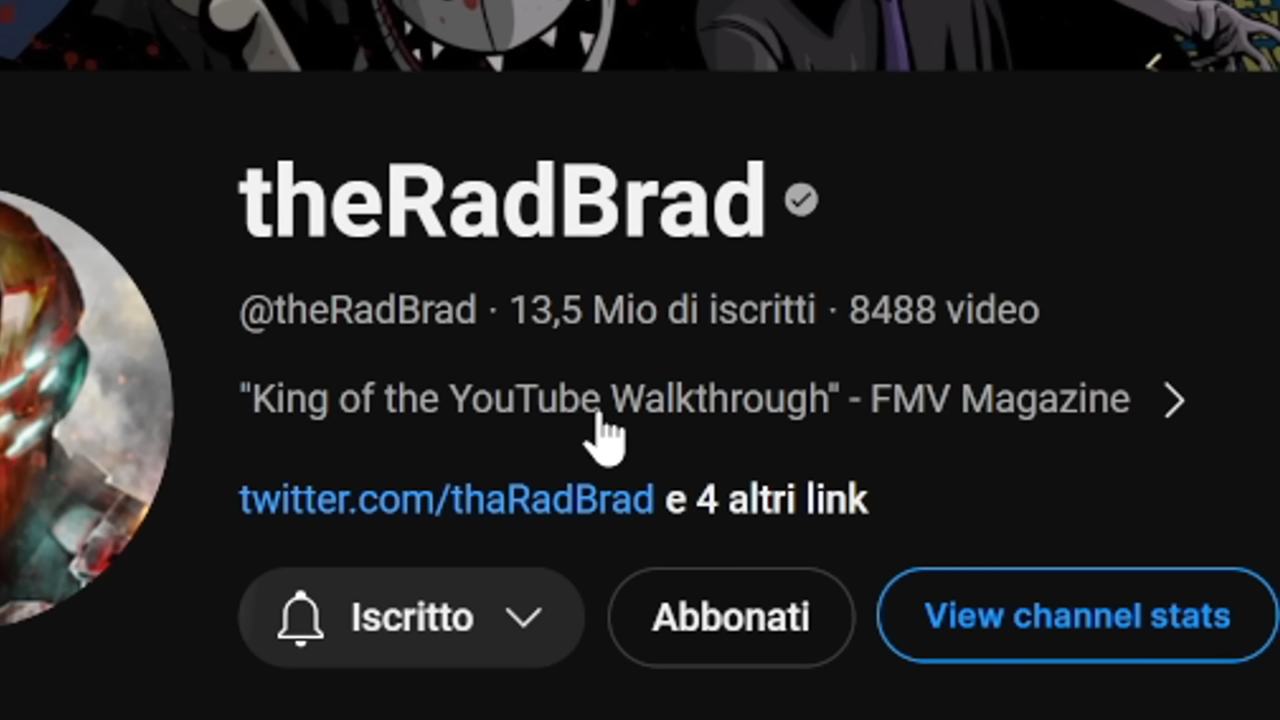 theRadBrad
@theRadBrad · 13,5 Mio di iscritti · 8488 video
"King of the YouTube Walkthrough" - FMV Magazine
twitter.com/thaRadBrad e 4 altri link
Iscritto
Abbonati
View channel stats